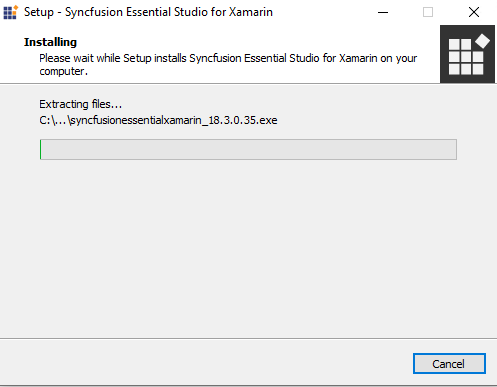 Setup - Syncfusion Essential Studio for Xamarin
Installing
Please wait while Setup installs Syncfusion Essential Studio for Xamarin on your
computer.
Extracting files...
C:\...\syncfusionessentialxamarin_18.3.0.35.exe
Cancel